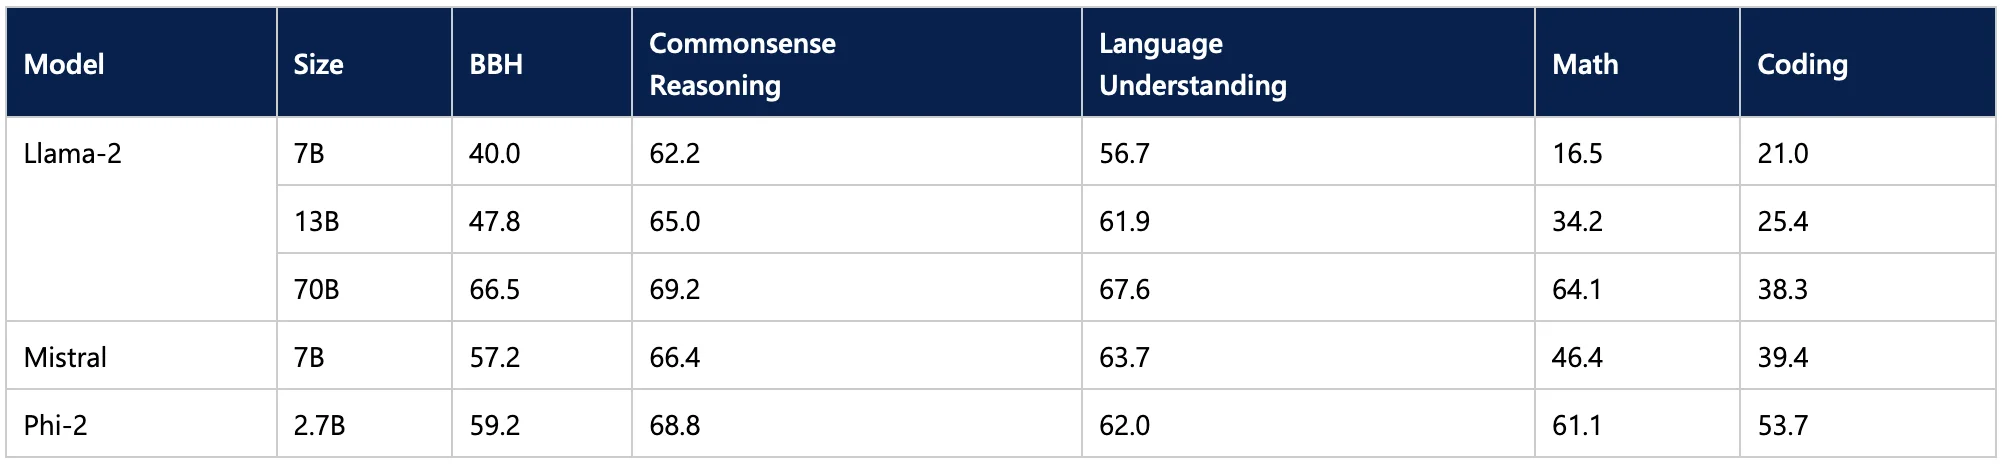 Model Size BBH Commonsense Reasoning Language Understanding Math Coding
Llama-2 7B 40.0 62.2 56.7 16.5 21.0
13B 47.8 65.0 61.9 34.2 25.4
70B 66.5 69.2 67.6 64.1 38.3
Mistral 7B 57.2 66.4 63.7 46.4 39.4
Phi-2 2.7B 59.2 68.8 62.0 61.1 53.7